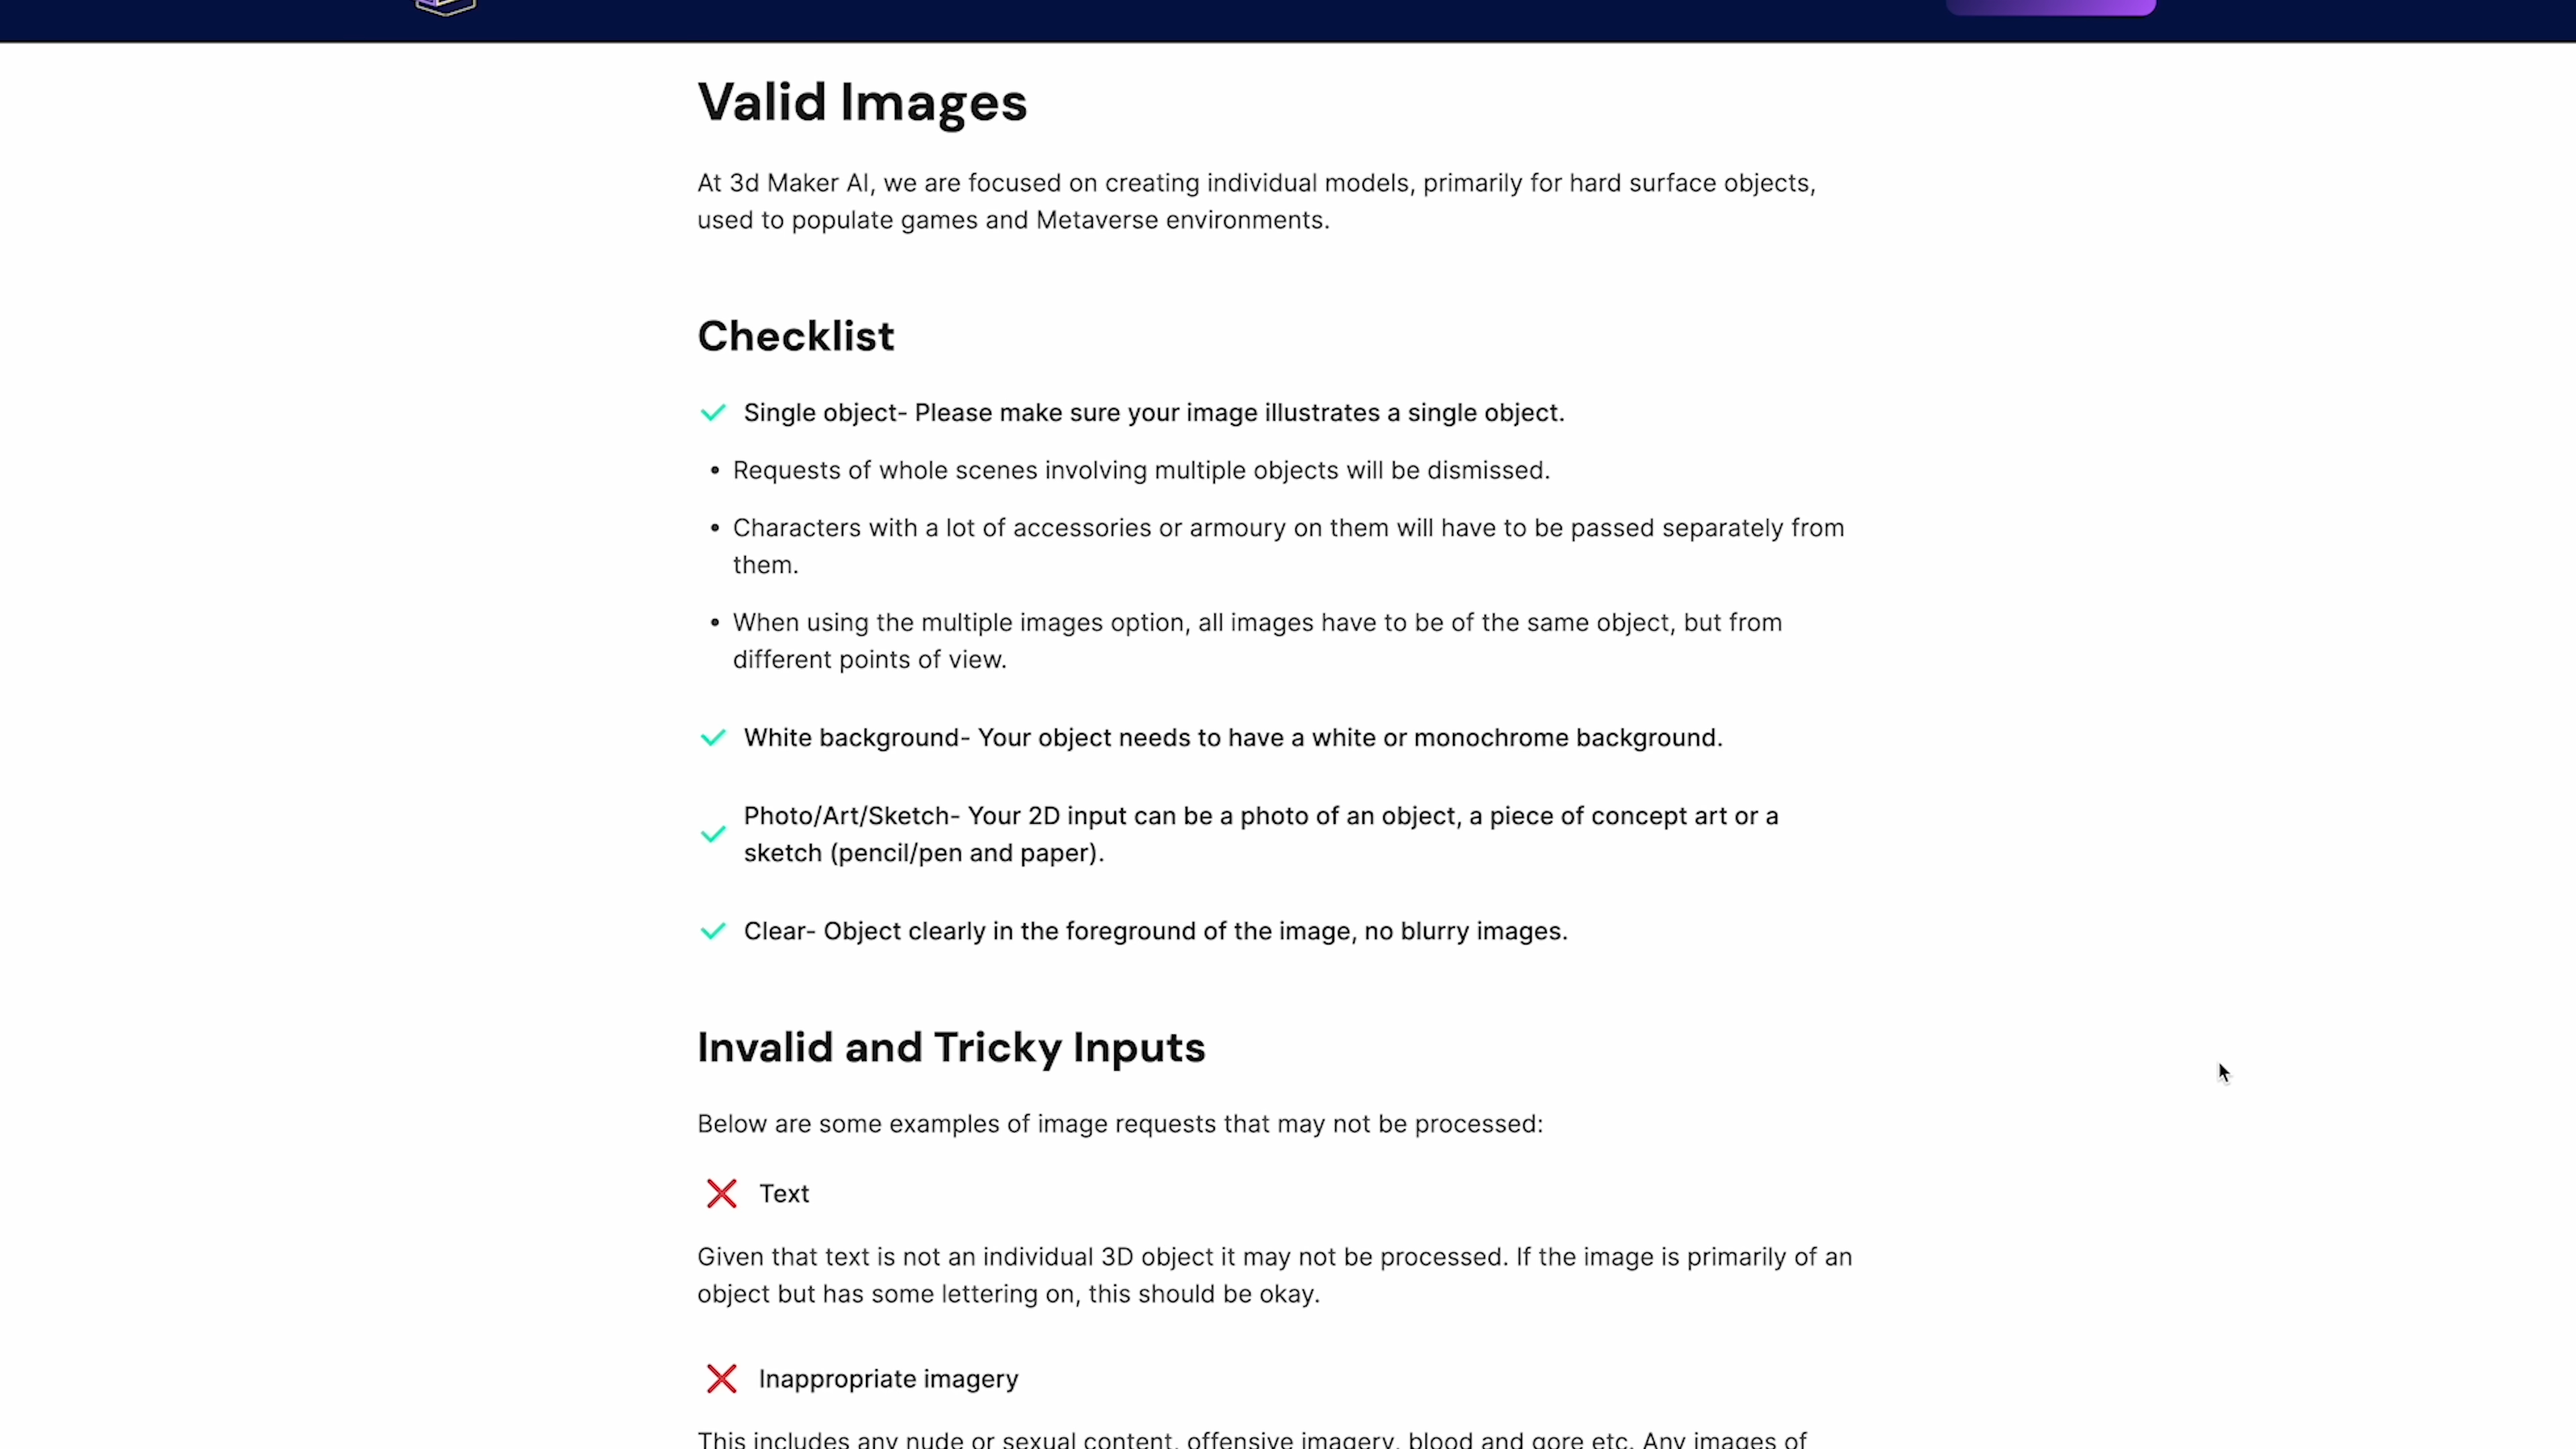 Valid Images
At 3d Maker AI, we are focused on creating individual models, primarily for hard surface objects,
used to populate games and Metaverse environments.
Checklist
Single object- Please make sure your image illustrates a single object.
• Requests of whole scenes involving multiple objects will be dismissed.
• Characters with a lot of accessories or armoury on them will have to be passed separately from
them.
• When using the multiple images option, all images have to be of the same object, but from
different points of view.
White background- Your object needs to have a white or monochrome background.
Photo/Art/Sketch- Your 2D input can be a photo of an object, a piece of concept art or a
sketch (pencil/pen and paper).
Clear- Object clearly in the foreground of the image, no blurry images.
Invalid and Tricky Inputs
Below are some examples of image requests that may not be processed:
Text
Given that text is not an individual 3D object it may not be processed. If the image is primarily of an
object but has some lettering on, this should be okay.
Inappropriate imagery
This includes any nude or sexual content, offensive imagery, blood and gore etc. Any images of